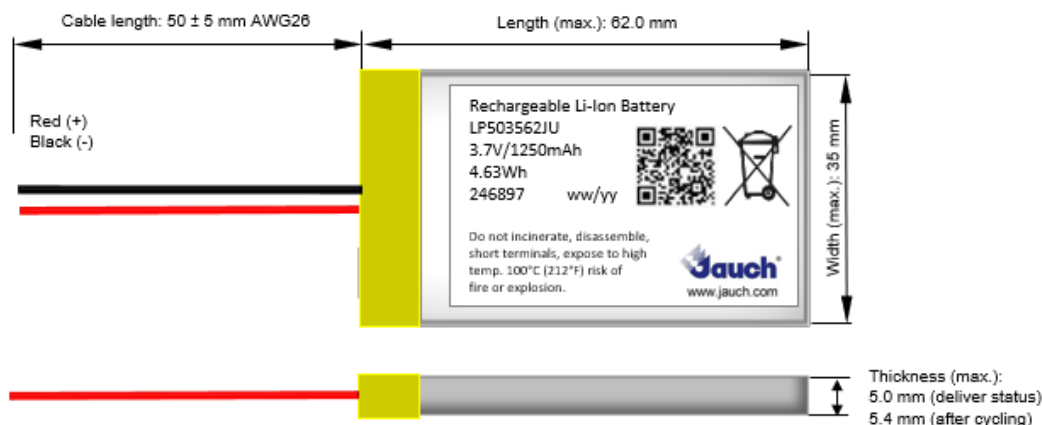 Cable length: 50 ± 5 mm AWG26
Length (max.): 62.0 mm
Red (+)
Black (-)
Rechargeable Li-Ion Battery
LP503562JU
3.7V/1250mAh
4.63Wh
246897 ww/yy
Do not incinerate, disassemble,
short terminals, expose to high
temp. 100°C (212°F) risk of
fire or explosion.
Jauch®
www.jauch.com
Width (max.): 35 mm
Thickness (max.):
5.0 mm (deliver status)
5.4 mm (after cycling)